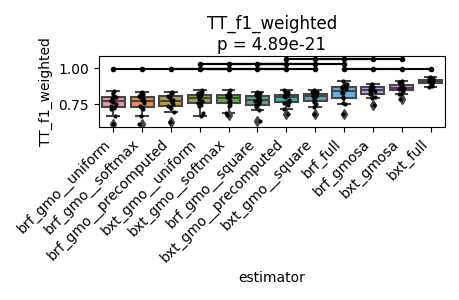 TT_f1_weighted
p = 4.89e-21
TT_f1_weighted
1.00
0.75
brf_gmo__uniform
brf_gmo__softmax
brf_gmo__precomputed
bxt_gmo__uniform
bxt_gmo__softmax
brf_gmo__square
bxt_gmo__precomputed
bxt_gmo__square
brf_full
brf_gmosa
bxt_gmosa
bxt_full
estimator